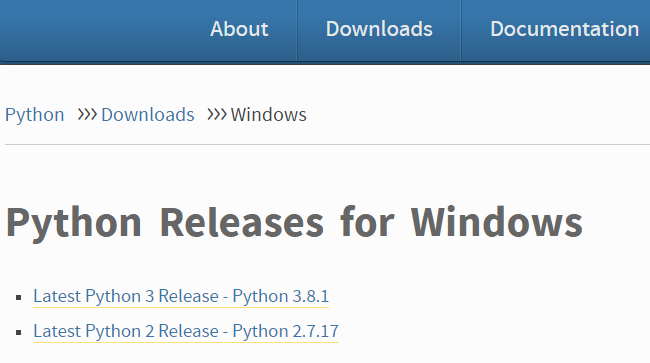 About Downloads Documentation
Python >>> Downloads >>> Windows
Python Releases for Windows
Latest Python 3 Release - Python 3.8.1
Latest Python 2 Release - Python 2.7.17